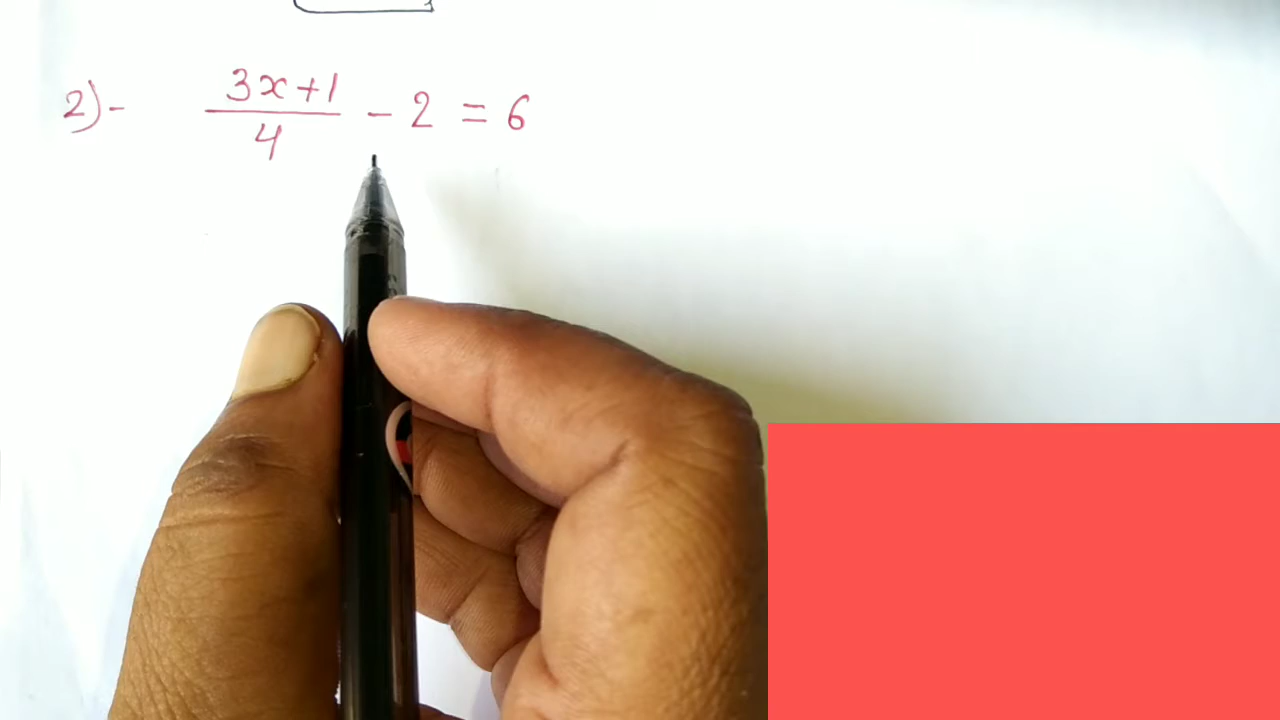 2)- (3x+1)/4 - 2 = 6